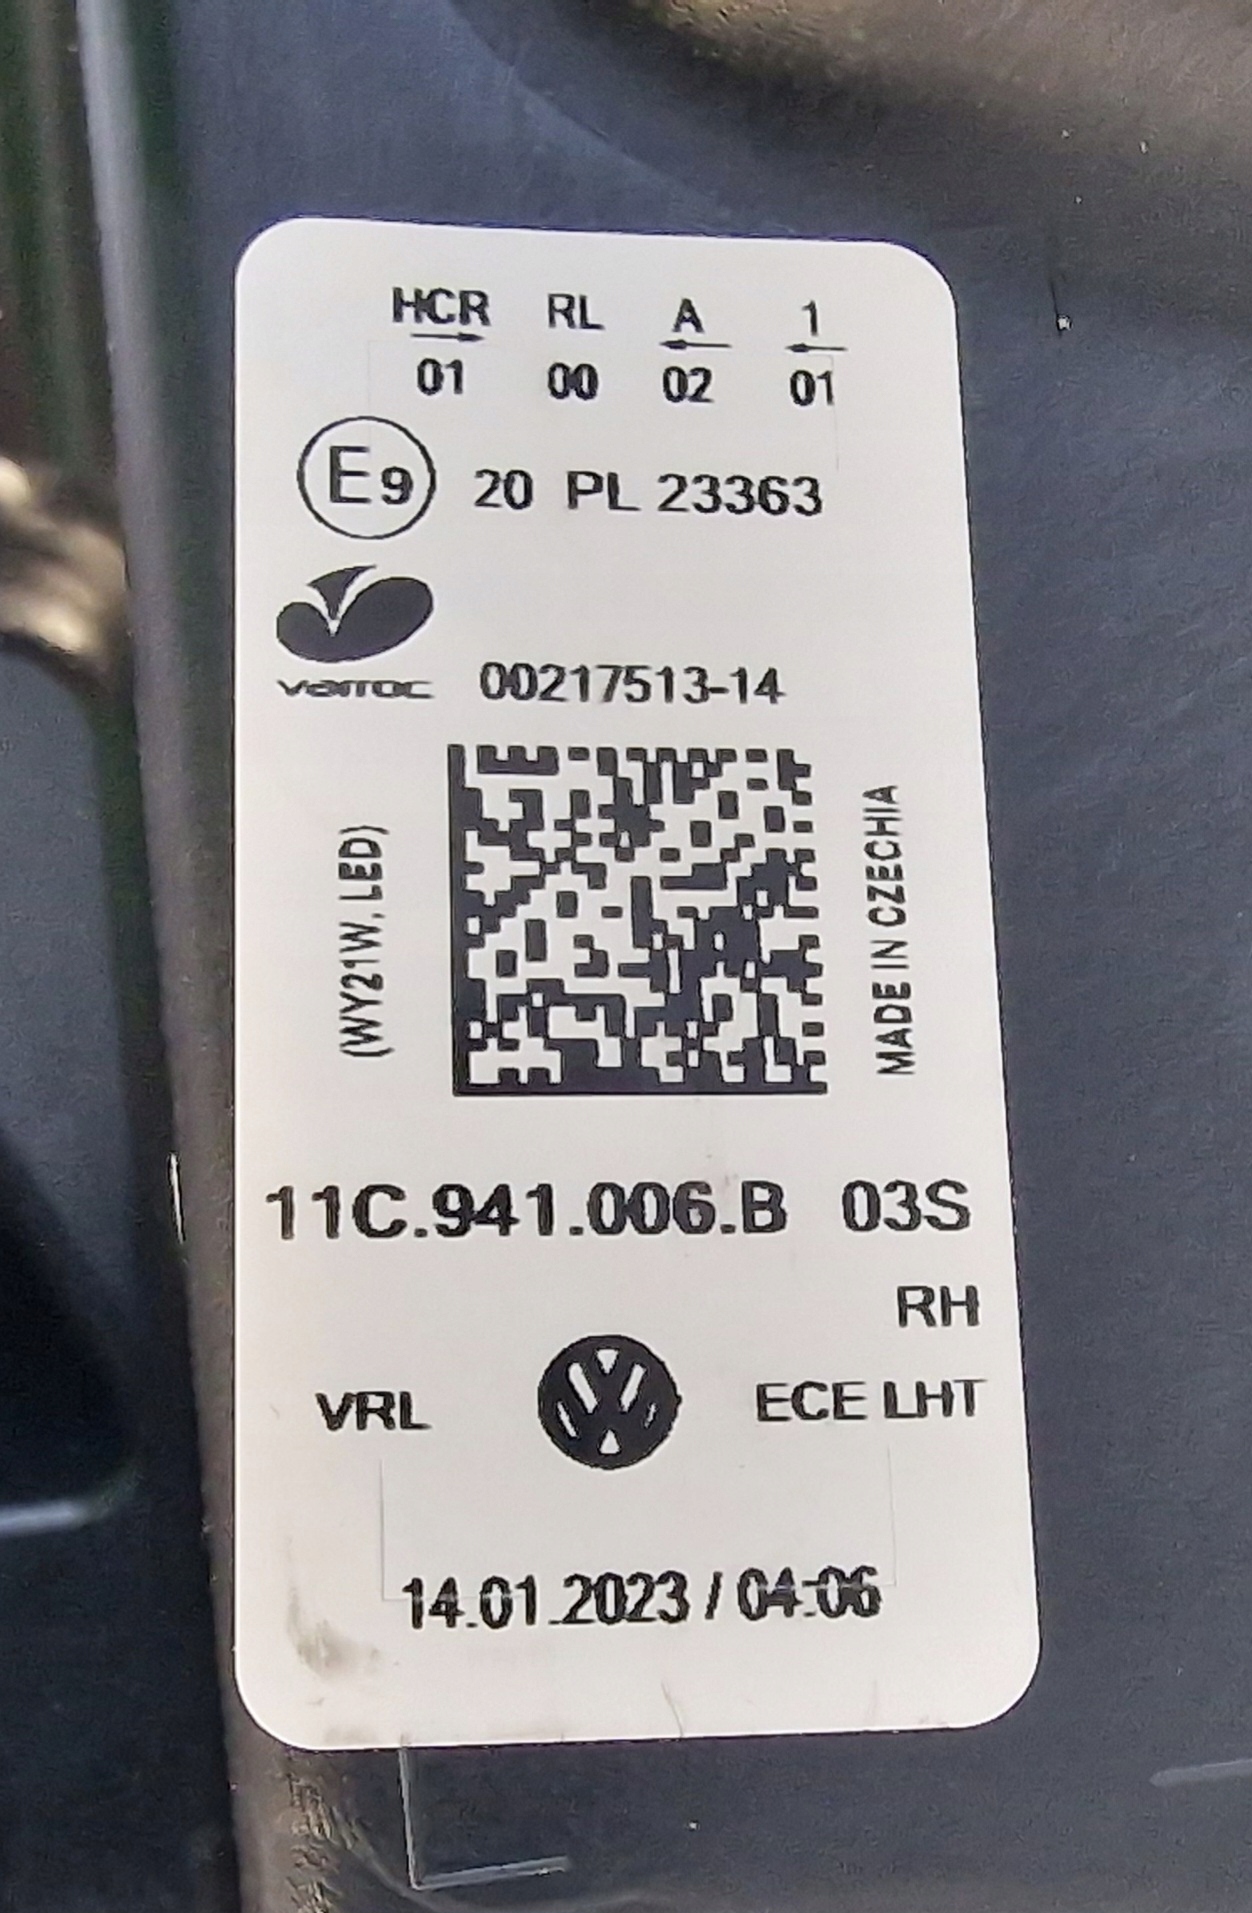 HCR RL A 1
01 00 02 01
E9 20 PL 23363
varroc 00217513-14
(WY21W, LED)
MADE IN CZECHIA
11C.941.006.B 03S
RH
VRL ECE LHT
14.01.2023 / 04:06